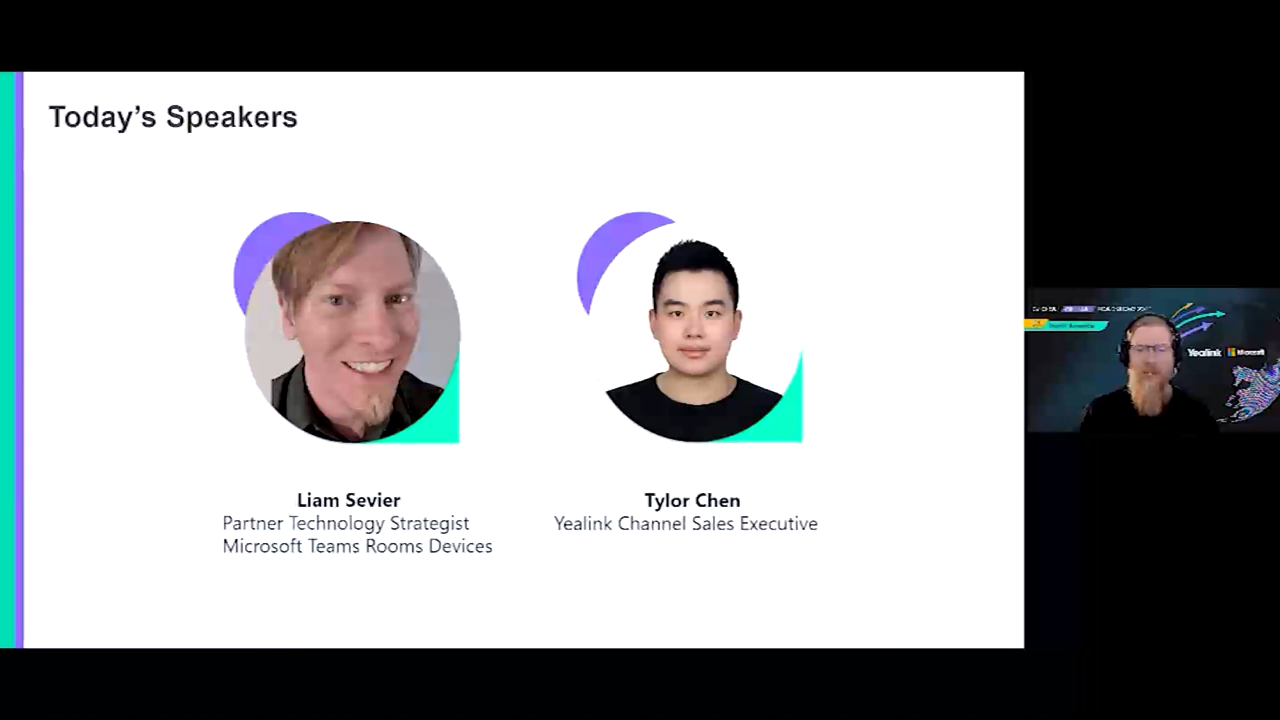 Today's Speakers
Liam Sevier
Partner Technology Strategist
Microsoft Teams Rooms Devices
Tylor Chen
Yealink Channel Sales Executive
Yealink
Microsoft